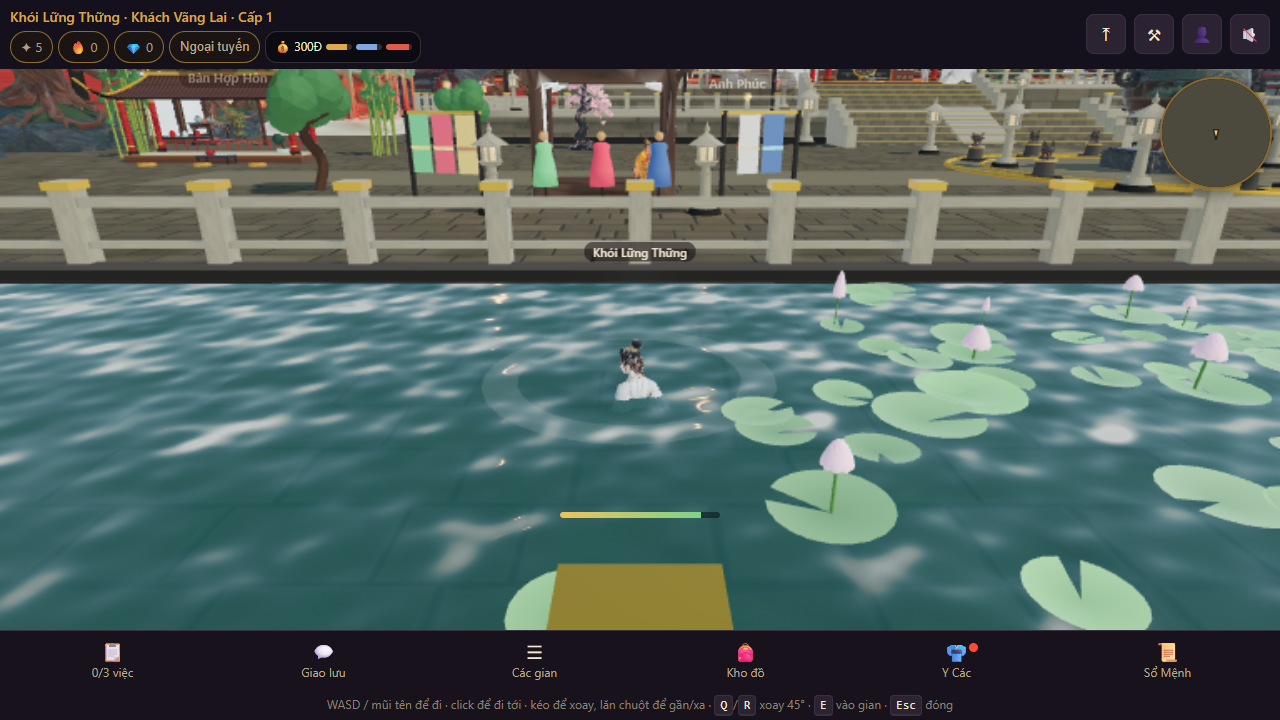 Khói Lững Thững · Khách Vãng Lai · Cấp 1
5
0
0
Ngoại tuyến
300Đ
Bàn Hợp Hôn
Anh Phúc
Khói Lững Thững
0/3 việc
Giao lưu
Các gian
Kho đồ
Y Các
Sổ Mệnh
WASD / mũi tên để đi · click để đi tới · kéo để xoay, lăn chuột để gần/xa · Q / R xoay 45° · E vào gian · Esc đóng